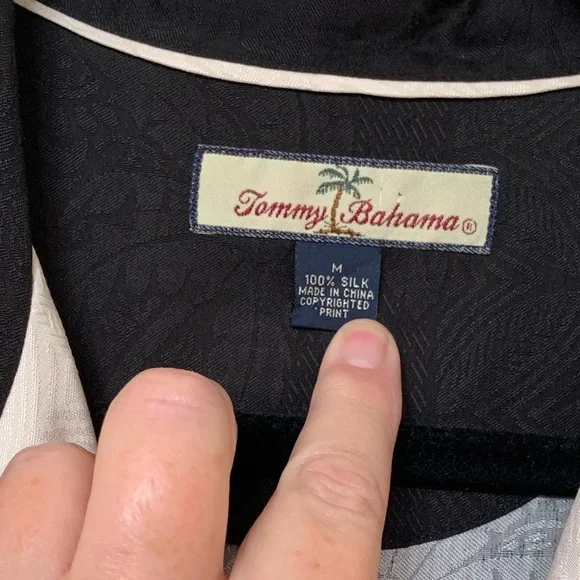 Tommy Bahama®
M
100% SILK
MADE IN CHINA
COPYRIGHTED
PRINT